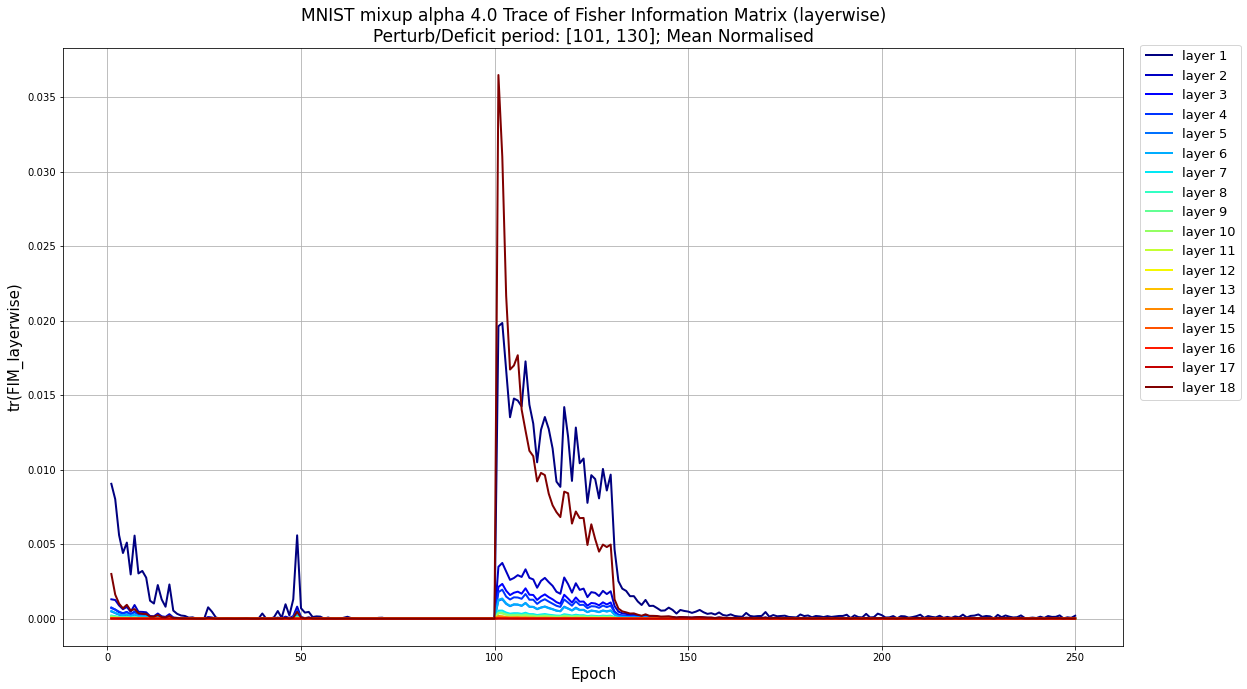 MNIST mixup alpha 4.0 Trace of Fisher Information Matrix (layerwise)
Perturb/Deficit period: [101, 130]; Mean Normalised
tr(FIM_layerwise)
0.035
0.030
0.025
0.020
0.015
0.010
0.005
0.000
0
50
100
150
200
250
Epoch
layer 1
layer 2
layer 3
layer 4
layer 5
layer 6
layer 7
layer 8
layer 9
layer 10
layer 11
layer 12
layer 13
layer 14
layer 15
layer 16
layer 17
layer 18